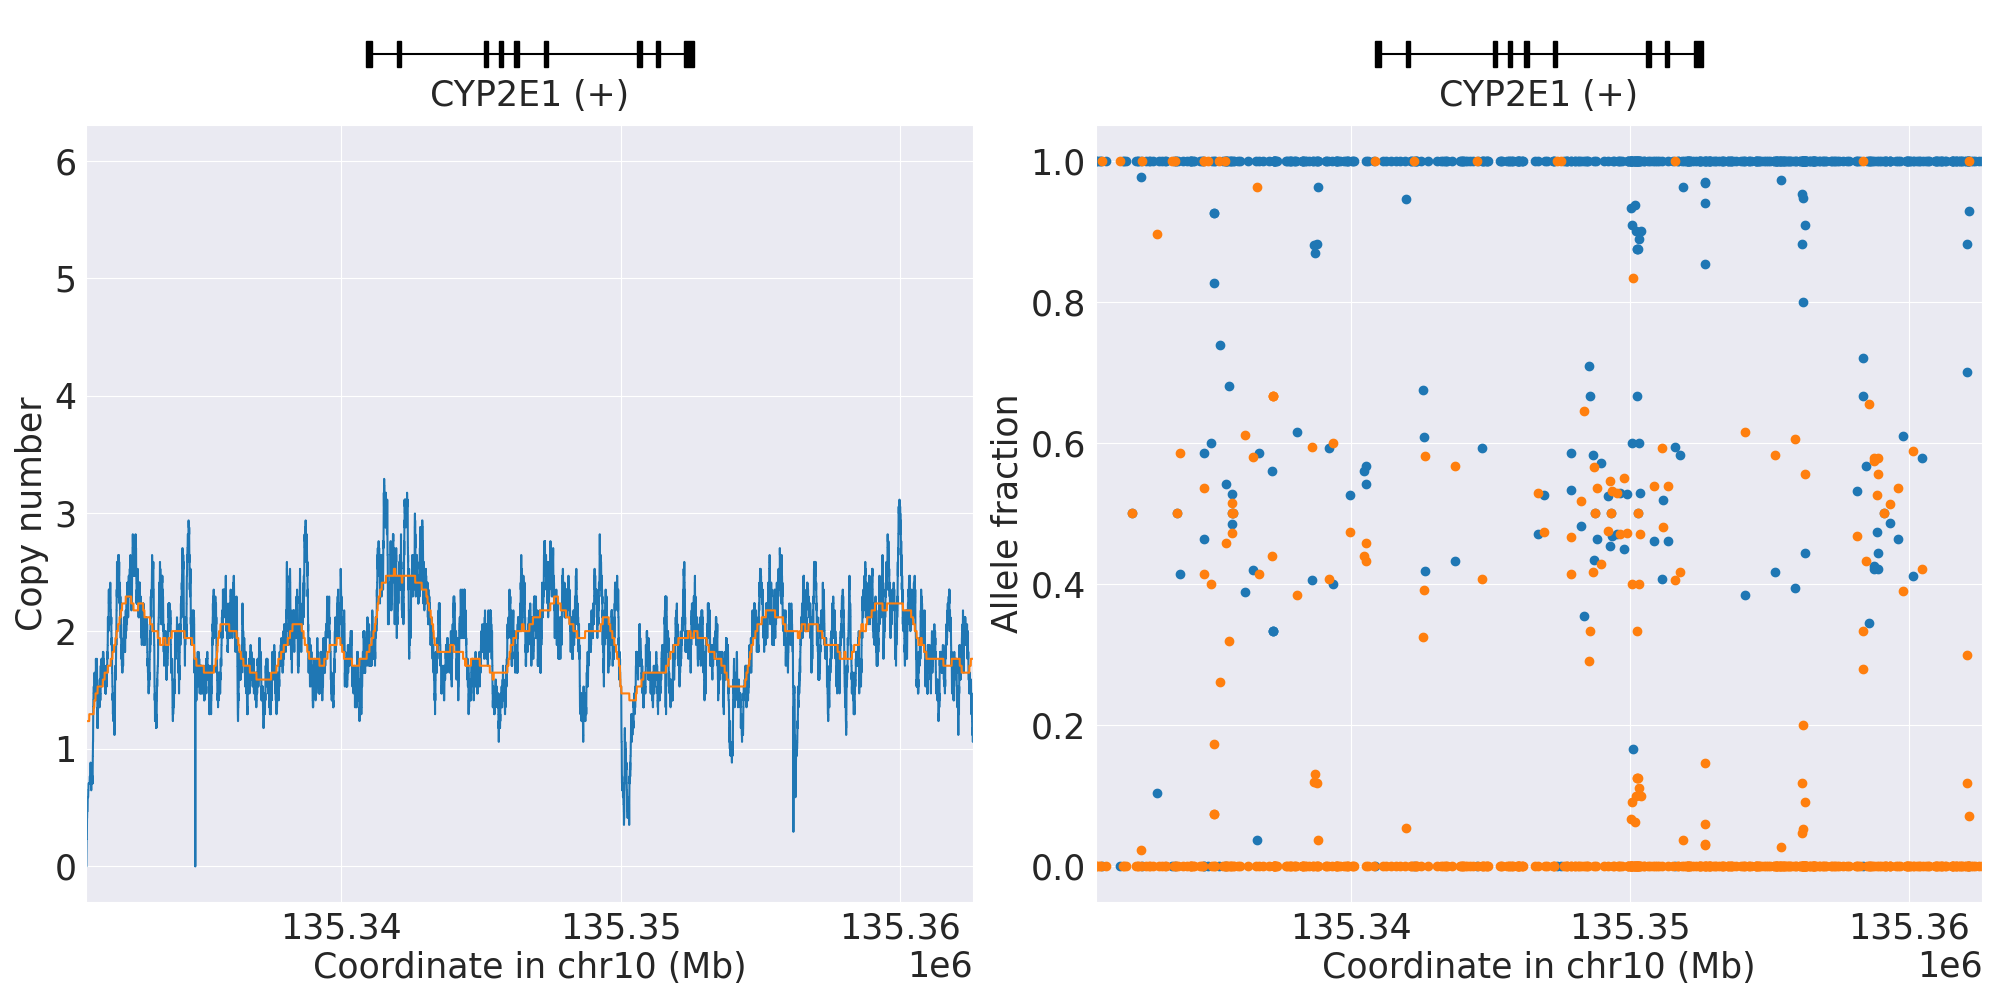 CYP2E1 (+)
CYP2E1 (+)
Copy number
6
5
4
3
2
1
0
135.34
135.35
135.36
Coordinate in chr10 (Mb)
1e6
Allele fraction
1.0
0.8
0.6
0.4
0.2
0.0
135.34
135.35
135.36
Coordinate in chr10 (Mb)
1e6